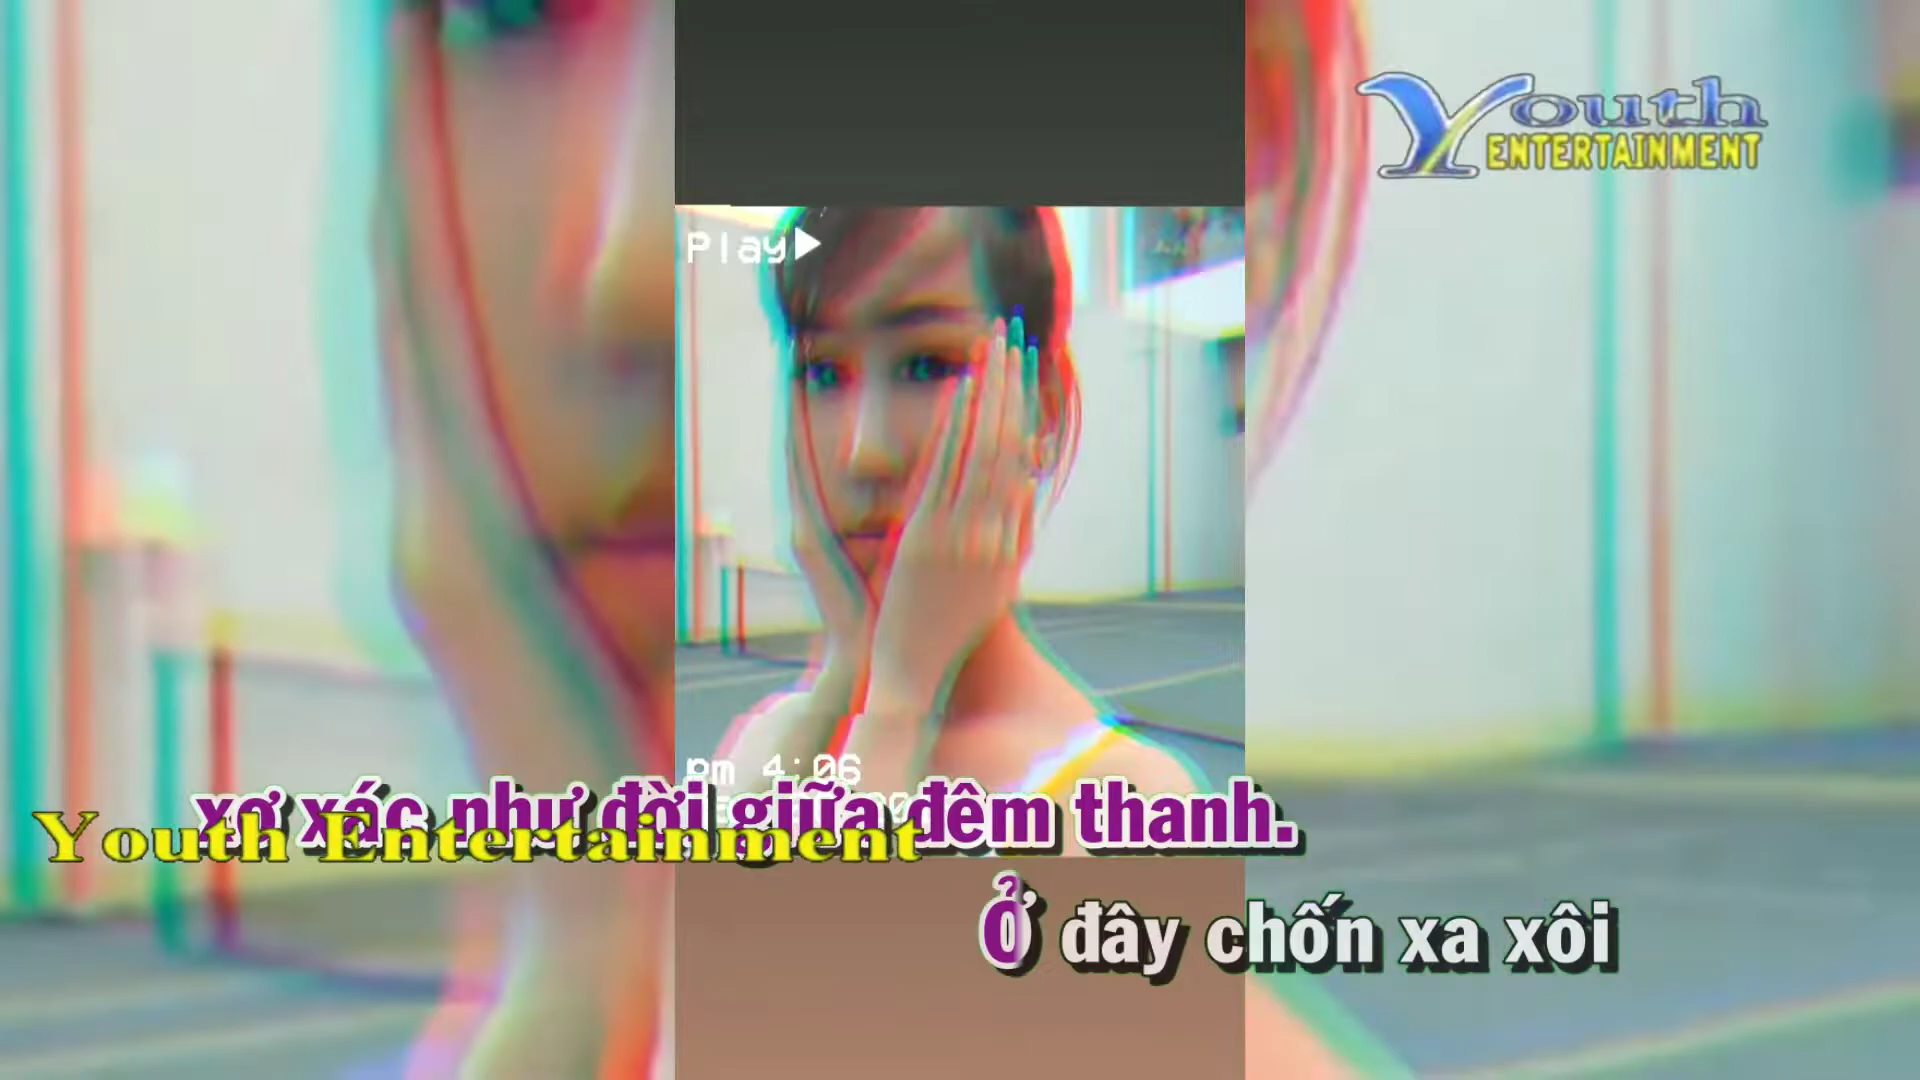 Youth
ENTERTAINMENT
Play
pm 4:06
xơ xác như đời giữa đêm thanh.
Youth Entertainment
Ở đây chốn xa xôi